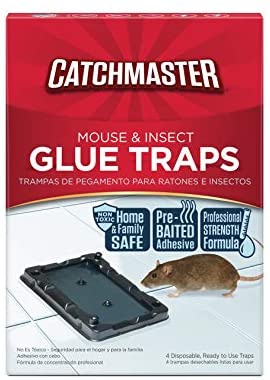 CATCHMASTER
MOUSE & INSECT
GLUE TRAPS
TRAMPAS DE PEGAMENTO PARA RATONES E INSECTOS
NON TOXIC
Home & Family SAFE
Pre-BAITED Adhesive
Professional STRENGTH Formula
No Es Tóxico - Seguridad para el hogar y para la familia
Adhesivo con cebo
Fórmula de concentración profesional
4 Disposable, Ready to Use Traps
4 trampas desechables listas para usar